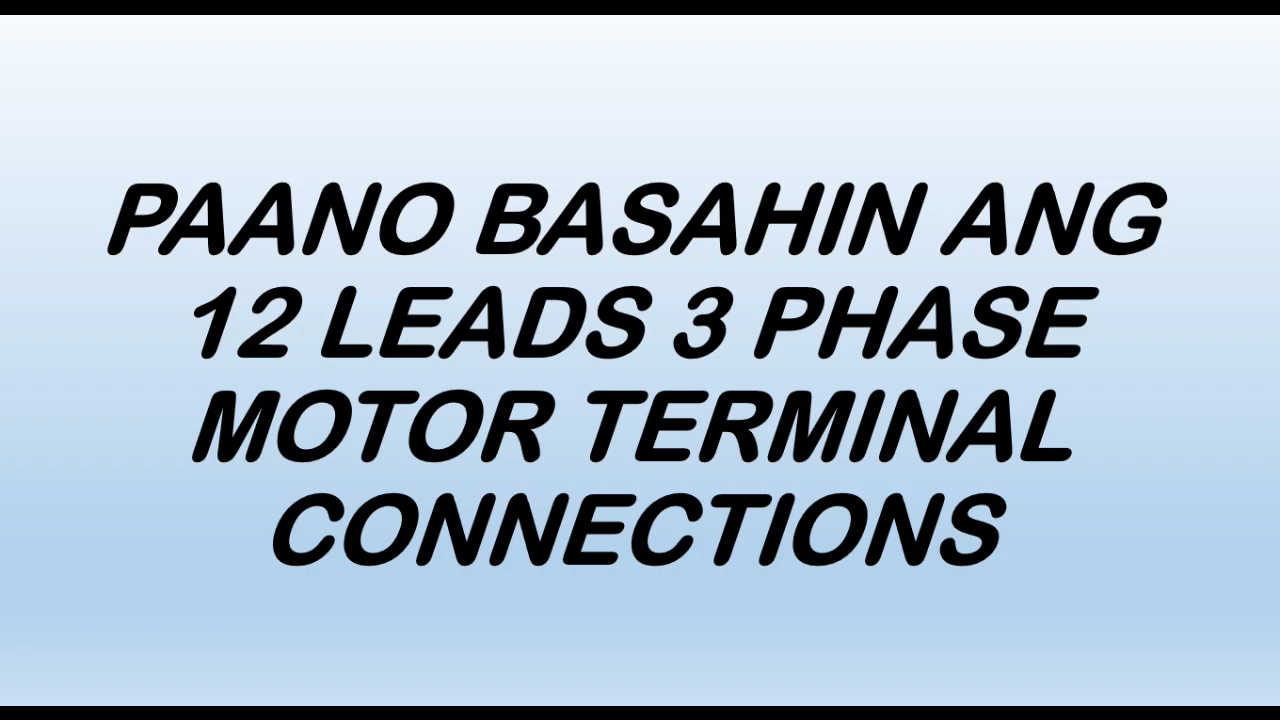 PAANO BASAHIN ANG
12 LEADS 3 PHASE
MOTOR TERMINAL
CONNECTIONS